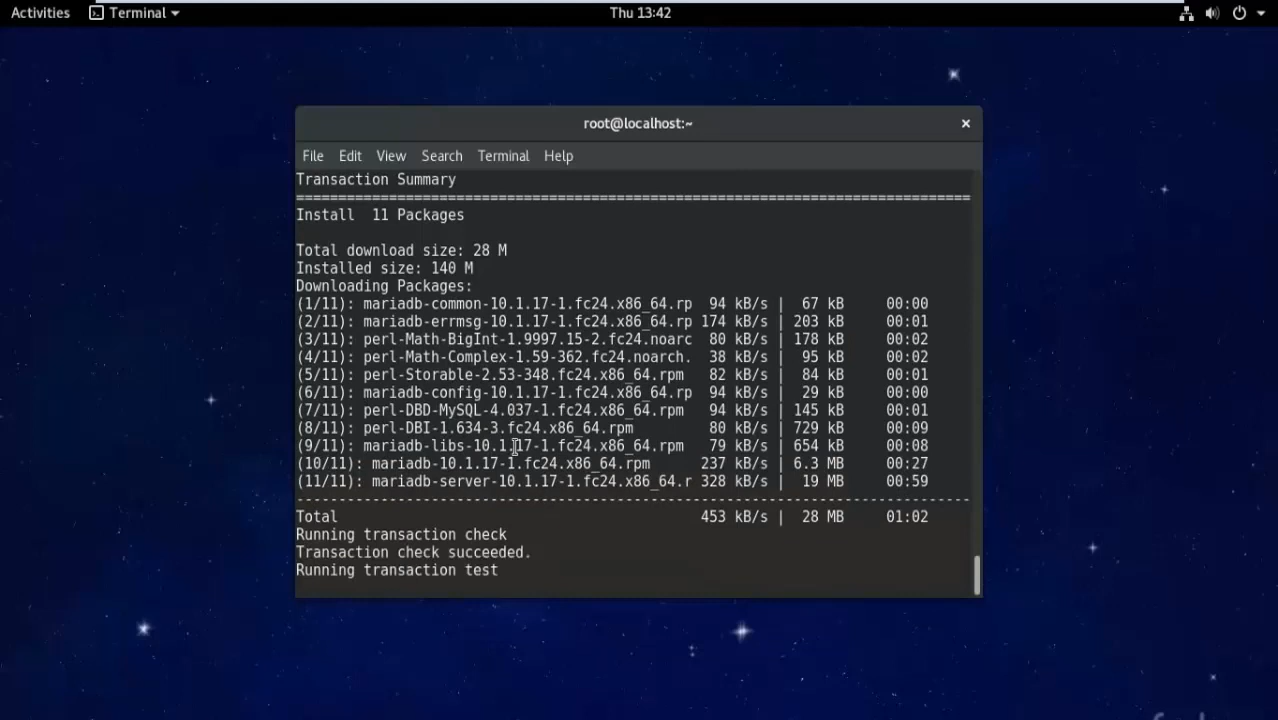 Activities Terminal Thu 13:42
root@localhost:~ ×
File Edit View Search Terminal Help
Transaction Summary
================================================================================
Install  11 Packages
Total download size: 28 M
Installed size: 140 M
Downloading Packages:
(1/11): mariadb-common-10.1.17-1.fc24.x86_64.rp  94 kB/s |  67 kB     00:00
(2/11): mariadb-errmsg-10.1.17-1.fc24.x86_64.rp 174 kB/s | 203 kB     00:01
(3/11): perl-Math-BigInt-1.9997.15-2.fc24.noarc  80 kB/s | 178 kB     00:02
(4/11): perl-Math-Complex-1.59-362.fc24.noarch.  38 kB/s |  95 kB     00:02
(5/11): perl-Storable-2.53-348.fc24.x86_64.rpm   82 kB/s |  84 kB     00:01
(6/11): mariadb-config-10.1.17-1.fc24.x86_64.rp  94 kB/s |  29 kB     00:00
(7/11): perl-DBD-MySQL-4.037-1.fc24.x86_64.rpm   94 kB/s | 145 kB     00:01
(8/11): perl-DBI-1.634-3.fc24.x86_64.rpm         80 kB/s | 729 kB     00:09
(9/11): mariadb-libs-10.1.17-1.fc24.x86_64.rpm   79 kB/s | 654 kB     00:08
(10/11): mariadb-10.1.17-1.fc24.x86_64.rpm      237 kB/s | 6.3 MB     00:27
(11/11): mariadb-server-10.1.17-1.fc24.x86_64.r 328 kB/s |  19 MB     00:59
--------------------------------------------------------------------------------
Total                                           453 kB/s |  28 MB     01:02
Running transaction check
Transaction check succeeded.
Running transaction test